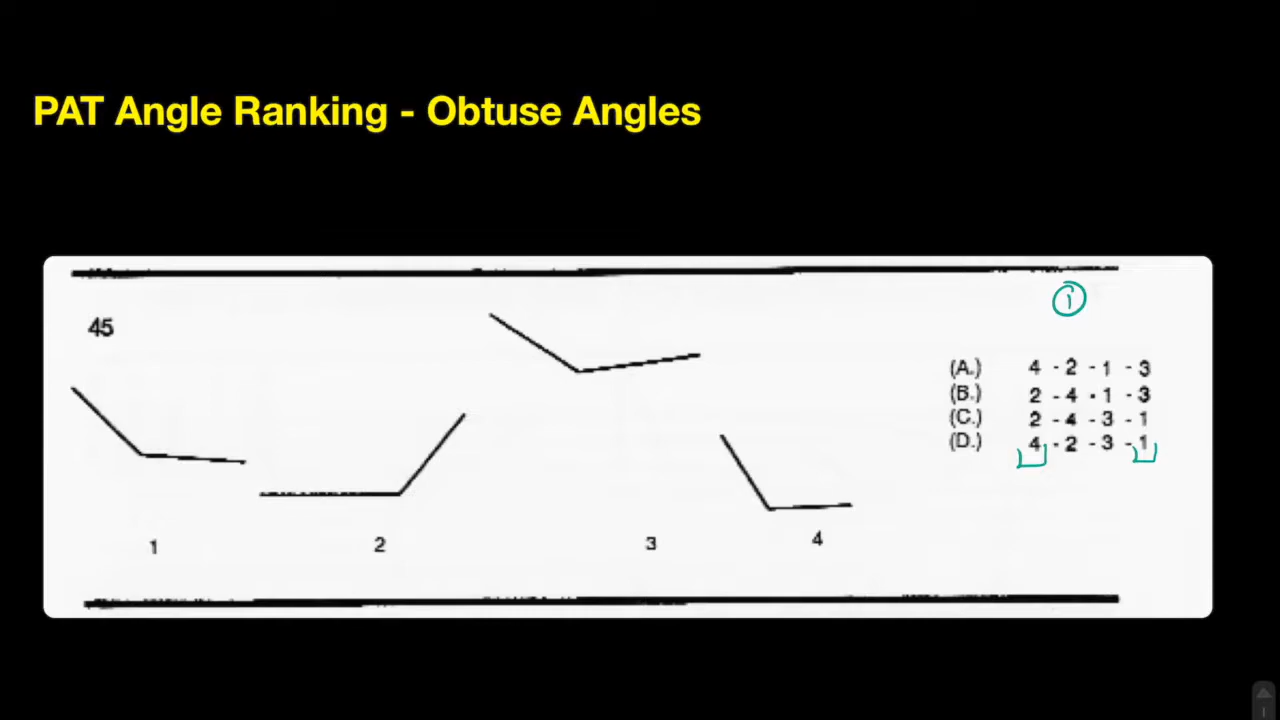 PAT Angle Ranking - Obtuse Angles
45
1
(A.) 4 - 2 - 1 - 3
(B.) 2 - 4 - 1 - 3
(C.) 2 - 4 - 3 - 1
(D.) 4 - 2 - 3 - 1
1 2 3 4